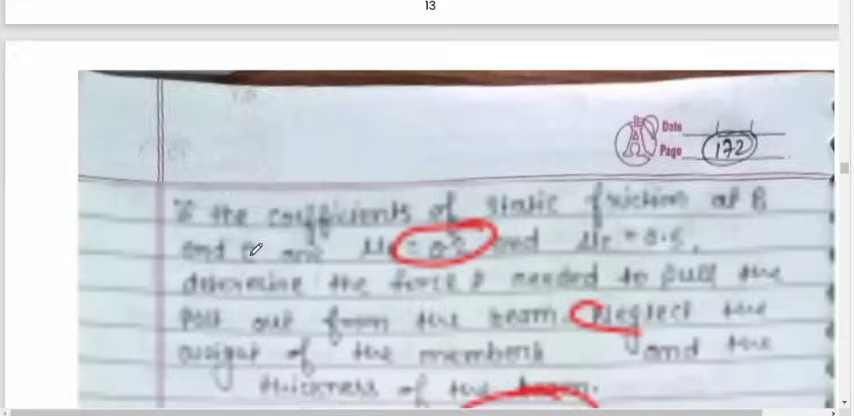 13
Date
Page 172
If the coefficients of static friction at B
and C are = 0.2 and = 0.5,
determine the force P needed to pull the
post out from the beam. Neglect the
weight of the members and the
thickness of the beam.